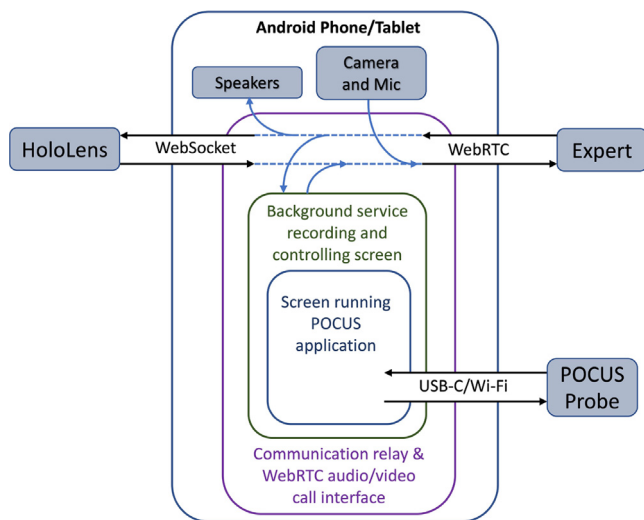 Android Phone/Tablet
Speakers
Camera
and Mic
HoloLens
WebSocket
WebRTC
Expert
Background service
recording and
controlling screen
Screen running
POCUS
application
USB-C/Wi-Fi
POCUS
Probe
Communication relay &
WebRTC audio/video
call interface